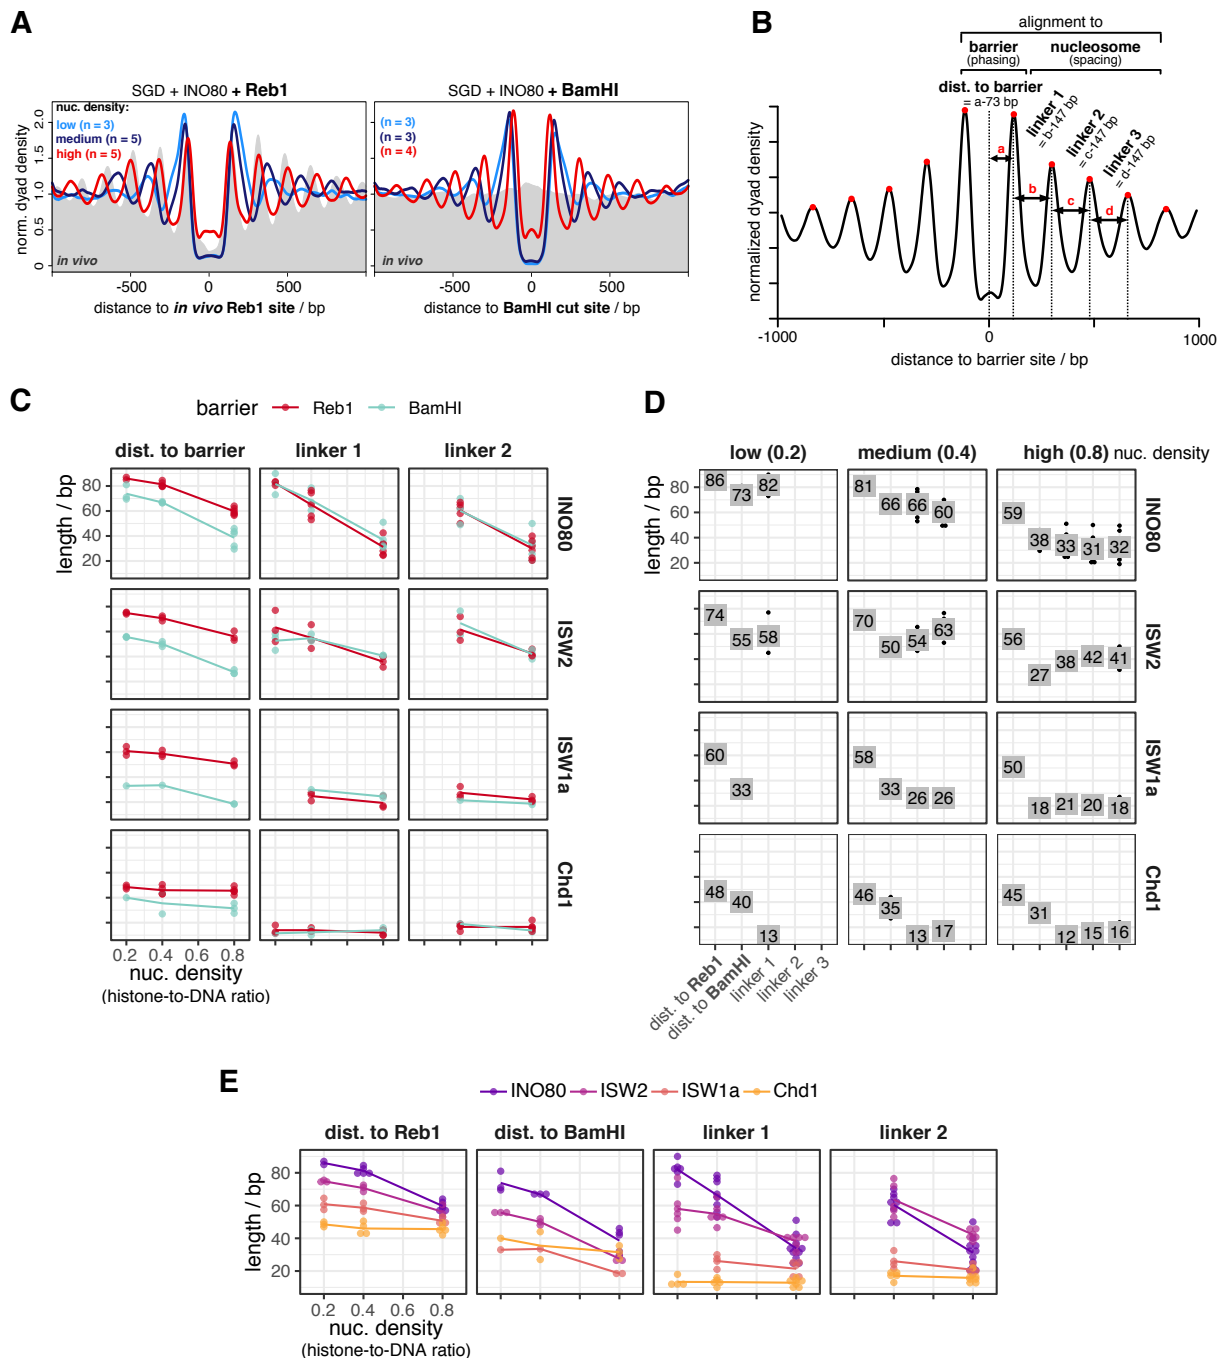 A
SGD + INO80 + Reb1
SGD + INO80 + BamHI
norm. dyad density
2.0
1.5
1.0
0.5
0
nuc. density:
low (n = 3)
medium (n = 5)
high (n = 5)
in vivo
(n = 3)
(n = 3)
(n = 4)
in vivo
-500
0
500
-500
0
500
distance to in vivo Reb1 site / bp
distance to BamHI cut site / bp
B
alignment to
barrier
(phasing)
nucleosome
(spacing)
dist. to barrier
= a-73 bp
linker 1
= b-147 bp
linker 2
= c-147 bp
linker 3
= d-147 bp
a
b
c
d
normalized dyad density
-1000
0
1000
distance to barrier site / bp
C
barrier
Reb1
BamHI
dist. to barrier
linker 1
linker 2
length / bp
80
60
40
20
INO80
ISW2
ISW1a
Chd1
0.2
0.4
0.6
0.8
nuc. density
(histone-to-DNA ratio)
D
low (0.2)
medium (0.4)
high (0.8) nuc. density
length / bp
80
60
40
20
86
73
82
81
66
66
60
59
38
33
31
32
INO80
74
55
58
70
50
54
63
56
27
38
42
41
ISW2
60
33
58
33
26
26
50
18
21
20
18
ISW1a
48
40
13
46
35
13
17
45
31
12
15
16
Chd1
dist. to Reb1
dist. to BamHI
linker 1
linker 2
linker 3
E
INO80
ISW2
ISW1a
Chd1
dist. to Reb1
dist. to BamHI
linker 1
linker 2
length / bp
80
60
40
20
0.2
0.4
0.6
0.8
nuc. density
(histone-to-DNA ratio)